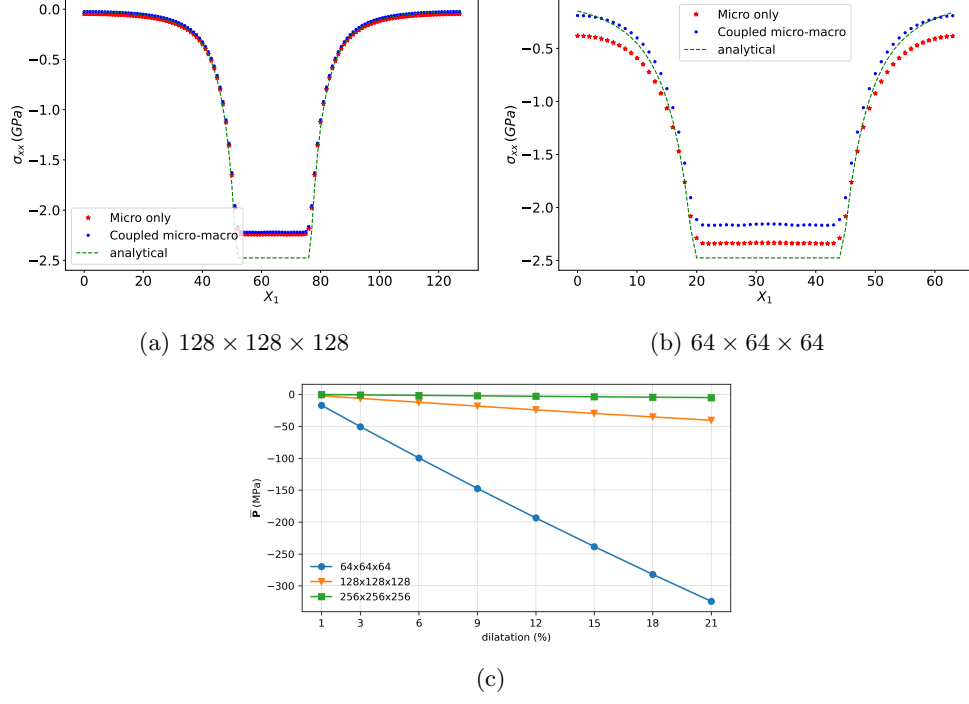 0.0
−0.5
−1.0
−1.5
−2.0
−2.5
σxx (GPa)
Micro only
Coupled micro-macro
analytical
0 20 40 60 80 100 120
X1
−0.5
−1.0
−1.5
−2.0
−2.5
σxx (GPa)
Micro only
Coupled micro-macro
analytical
0 10 20 30 40 50 60
X1
(a) 128 × 128 × 128
(b) 64 × 64 × 64
0
−50
−100
−150
−200
−250
−300
P̅ (MPa)
64x64x64
128x128x128
256x256x256
1 3 6 9 12 15 18 21
dilatation (%)
(c)